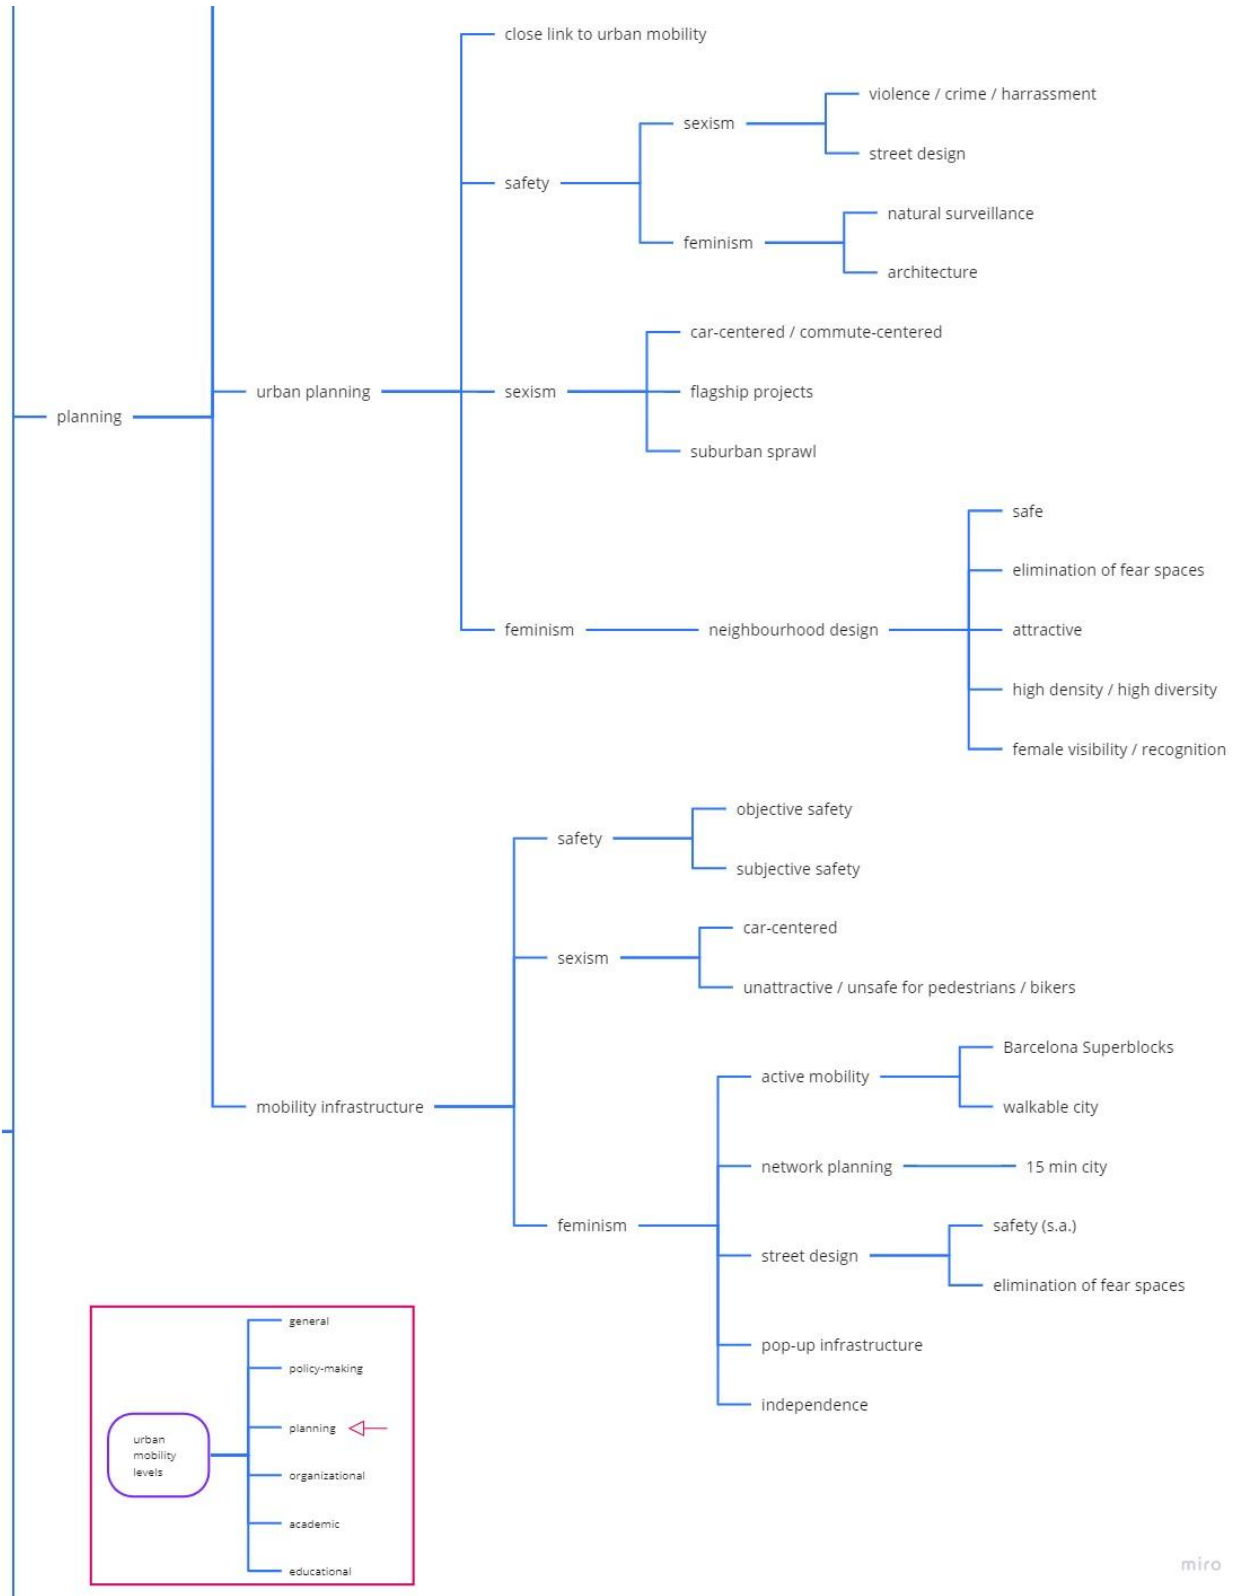 close link to urban mobility
violence / crime / harrassment
sexism
street design
safety
natural surveillance
feminism
architecture
car-centered / commute-centered
urban planning
sexism
flagship projects
planning
suburban sprawl
safe
elimination of fear spaces
feminism
neighbourhood design
attractive
high density / high diversity
female visibility / recognition
objective safety
safety
subjective safety
car-centered
sexism
unattractive / unsafe for pedestrians / bikers
Barcelona Superblocks
active mobility
mobility infrastructure
walkable city
network planning
15 min city
feminism
safety (s.a.)
street design
elimination of fear spaces
pop-up infrastructure
independence
general
policy-making
planning
urban
mobility
levels
organizational
academic
educational
miro